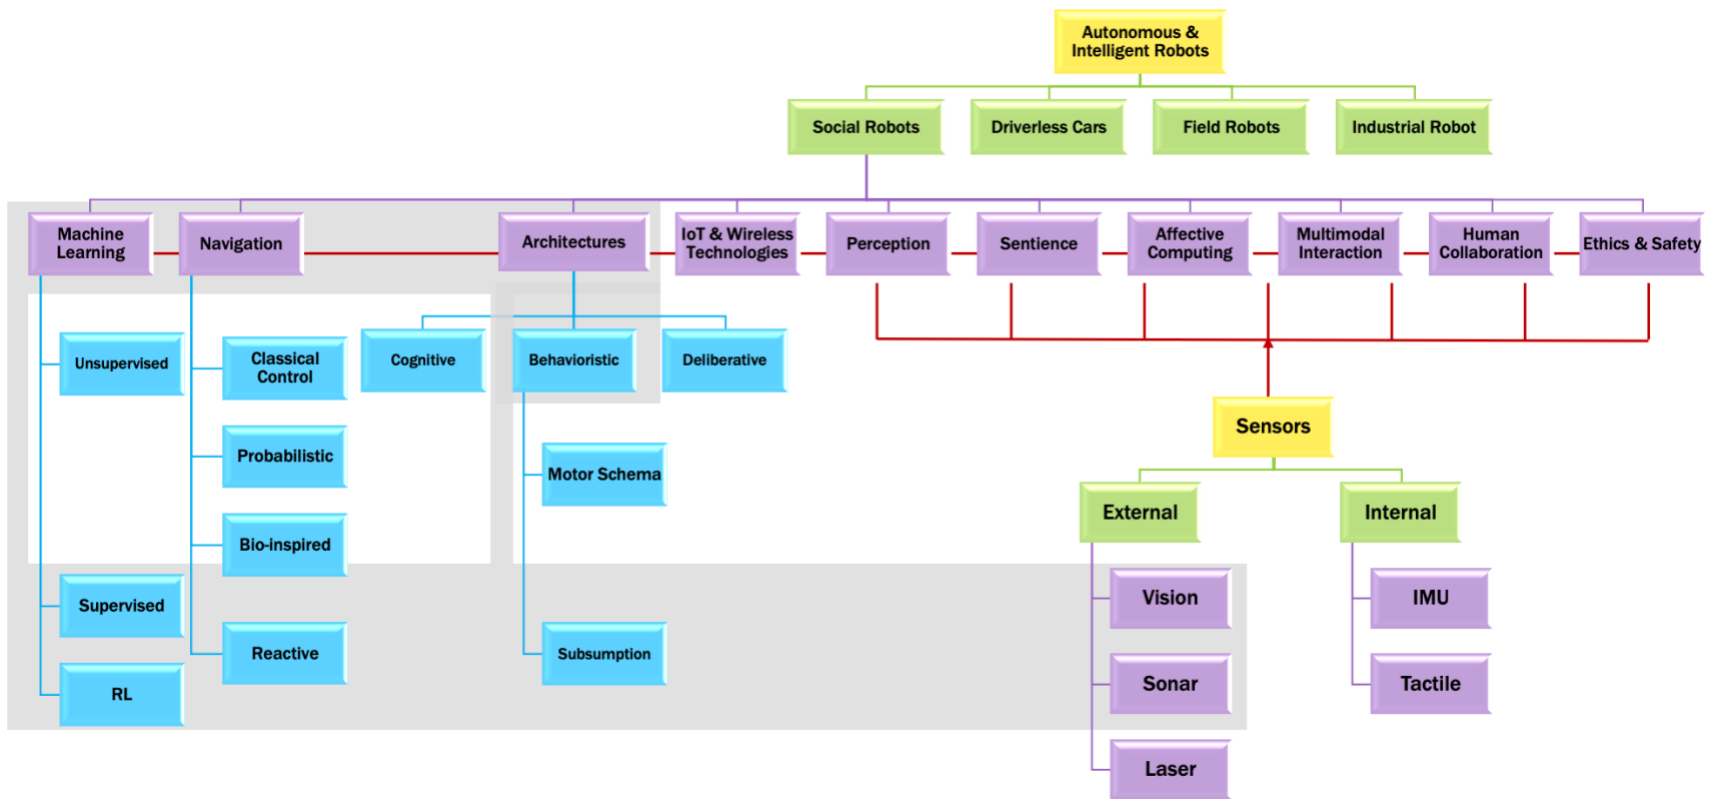 Autonomous &
Intelligent Robots
Social Robots
Driverless Cars
Field Robots
Industrial Robot
Machine
Learning
Navigation
Architectures
IoT & Wireless
Technologies
Perception
Sentience
Affective
Computing
Multimodal
Interaction
Human
Collaboration
Ethics & Safety
Unsupervised
Classical
Control
Cognitive
Behavioristic
Deliberative
Sensors
Probabilistic
Motor Schema
External
Internal
Bio-inspired
Supervised
Vision
IMU
Reactive
Subsumption
Sonar
Tactile
RL
Laser